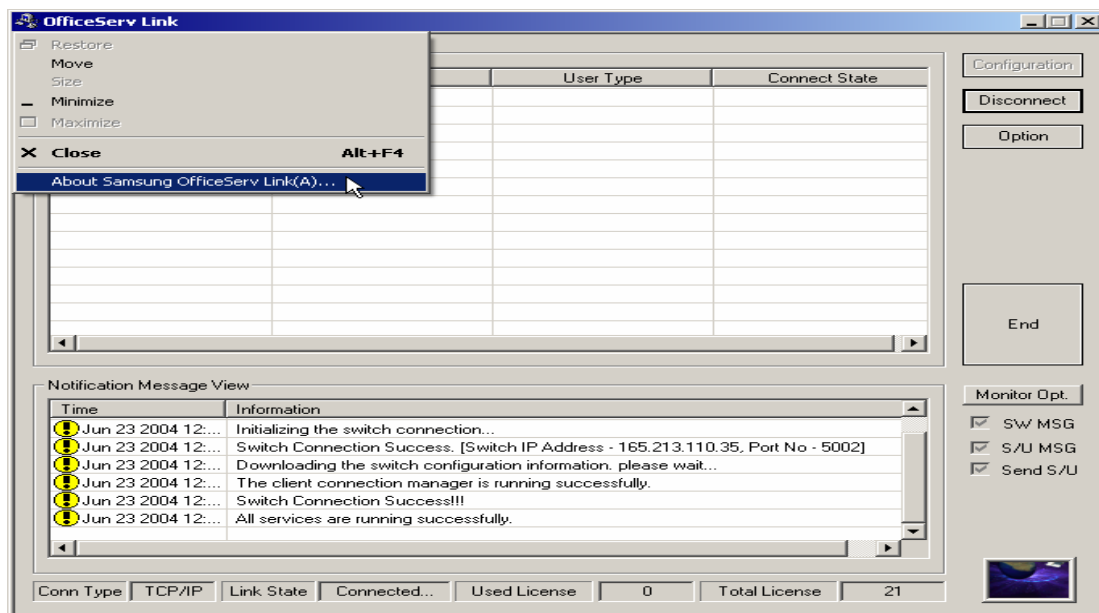 OfficeServ Link
Restore
Move
Size
Minimize
Maximize
Close Alt+F4
About Samsung OfficeServ Link(A)...
User Type Connect State
Configuration
Disconnect
Option
End
Notification Message View
Time Information
Jun 23 2004 12:... Initializing the switch connection...
Jun 23 2004 12:... Switch Connection Success. [Switch IP Address - 165.213.110.35, Port No - 5002]
Jun 23 2004 12:... Downloading the switch configuration information. please wait...
Jun 23 2004 12:... The client connection manager is running successfully.
Jun 23 2004 12:... Switch Connection Success!!!
Jun 23 2004 12:... All services are running successfully.
Monitor Opt.
SW MSG
S/U MSG
Send S/U
Conn Type TCP/IP Link State Connected... Used License 0 Total License 21